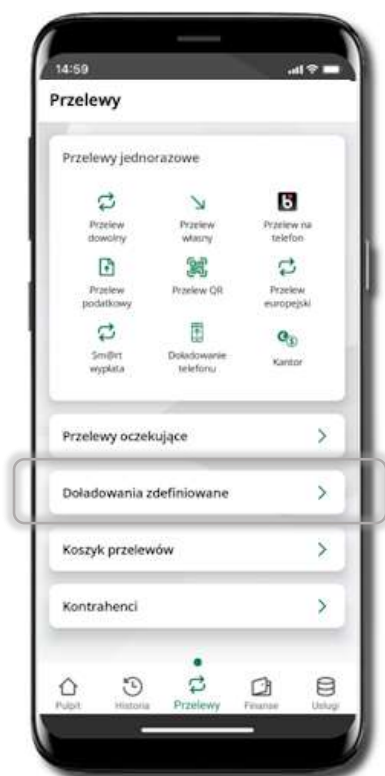 14:59
Przelewy
Przelewy jednorazowe
Przelew
dowolny
Przelew
własny
Przelew na
telefon
Przelew
podatkowy
Przelew QR
Przelew
europejski
Sm@rt
wypłata
Doładowanie
telefonu
Kantor
Przelewy oczekujące
Doładowania zdefiniowane
Koszyk przelewów
Kontrahenci
Pulpit
Historia
Przelewy
Finanse
Usługi